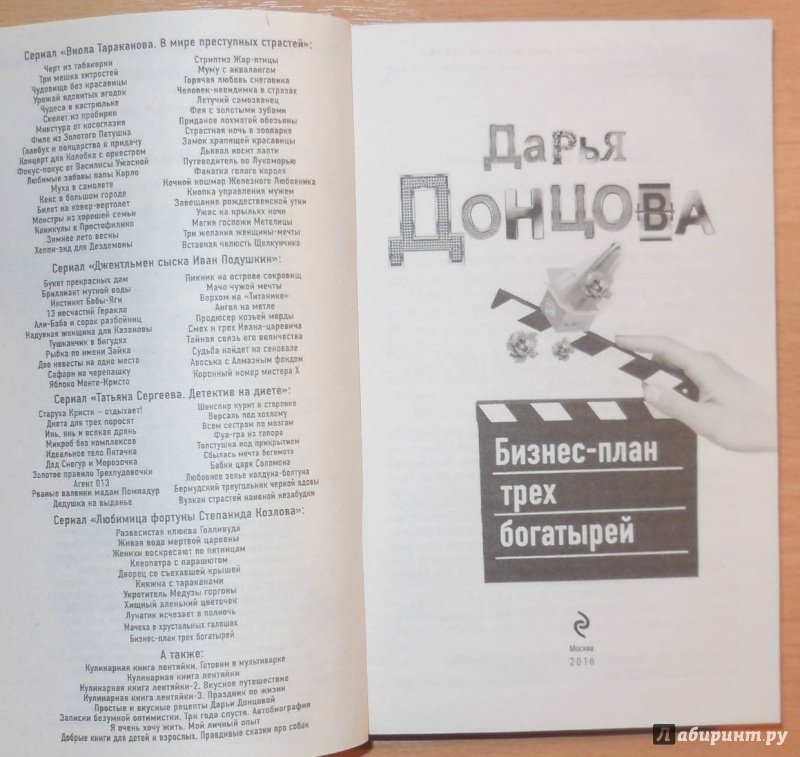 Сериал «Виола Тараканова. В мире преступных страстей»:
Черт из табакерки
Три мешка хитростей
Чудовище без красавицы
Урожай ядовитых ягодок
Чудеса в кастрюльке
Скелет из пробирки
Микстура от косоглазия
Филе из Золотого Петушка
Главбух и полцарства в придачу
Концерт для Колобка с оркестром
Фокус-покус от Василисы Ужасной
Любимые забавы папы Карло
Муха в самолете
Кекс в большом городе
Билет на ковер-вертолет
Монстры из хорошей семьи
Каникулы в Простофилино
Зимнее лето весны
Хеппи-энд для Дездемоны
Стриптиз Жар-птицы
Муму с аквалангом
Горячая любовь снеговика
Человек-невидимка в стразах
Летучий самозванец
Фея с золотыми зубами
Приданое лохматой обезьяны
Страстная ночь в зоопарке
Замок храпящей красавицы
Дьявол носит лапти
Путеводитель по Лукоморью
Фанатка голого короля
Ночной кошмар Железного Любовника
Кнопка управления мужем
Завещание рождественской утки
Ужас на крыльях ночи
Магия госпожи Метелицы
Три желания женщины-мечты
Вставная челюсть Щелкунчика
Сериал «Джентльмен сыска Иван Подушкин»:
Букет прекрасных дам
Бриллиант мутной воды
Инстинкт Бабы-Яги
13 несчастий Геракла
Али-Баба и сорок разбойниц
Надувная женщина для Казановы
Тушканчик в бигудях
Рыбка по имени Зайка
Две невесты на одно место
Сафари на черепашку
Яблоко Монте-Кристо
Пикник на острове сокровищ
Мачо чужой мечты
Верхом на «Титанике»
Ангел на метле
Продюсер козьей морды
Смех и грех Ивана-царевича
Тайная связь его величества
Судьба найдет на сеновале
Авоська с Алмазным фондом
Коронный номер мистера Х
Сериал «Татьяна Сергеева. Детектив на диете»:
Старуха Кристи – отдыхает!
Диета для трех поросят
Инь, янь и всякая дрянь
Микроб без комплексов
Идеальное тело Пятачка
Дед Снегур и Морозочка
Золотое правило Трехпудовочки
Агент 013
Рваные валенки мадам Помпадур
Дедушка на выданье
Шекспир курит в сторонке
Версаль под хохлому
Всем сестрам по мозгам
Фуа-гра из топора
Толстушка под прикрытием
Сбылась мечта бегемота
Бабки царя Соломона
Любовное зелье колдуна-болтуна
Бермудский треугольник черной вдовы
Вулкан страстей наивной незабудки
Сериал «Любимица фортуны Степанида Козлова»:
Развесистая клюква Голливуда
Живая вода мертвой царевны
Женихи воскресают по пятницам
Клеопатра с парашютом
Дворец со съехавшей крышей
Княжна с тараканами
Укротитель Медузы горгоны
Хищный аленький цветочек
Лунатик исчезает в полночь
Мачеха в хрустальных галошах
Бизнес-план трех богатырей
А также:
Кулинарная книга лентяйки. Готовим в мультиварке
Кулинарная книга лентяйки
Кулинарная книга лентяйки-2. Вкусное путешествие
Кулинарная книга лентяйки-3. Праздник по жизни
Простые и вкусные рецепты Дарьи Донцовой
Записки безумной оптимистки. Три года спустя. Автобиография
Я очень хочу жить. Мой личный опыт
Добрые книги для детей и взрослых. Правдивые сказки про собак
Дарья
Донцова
Бизнес-план
трех
богатырей
Москва
2016
Лабиринт.ру